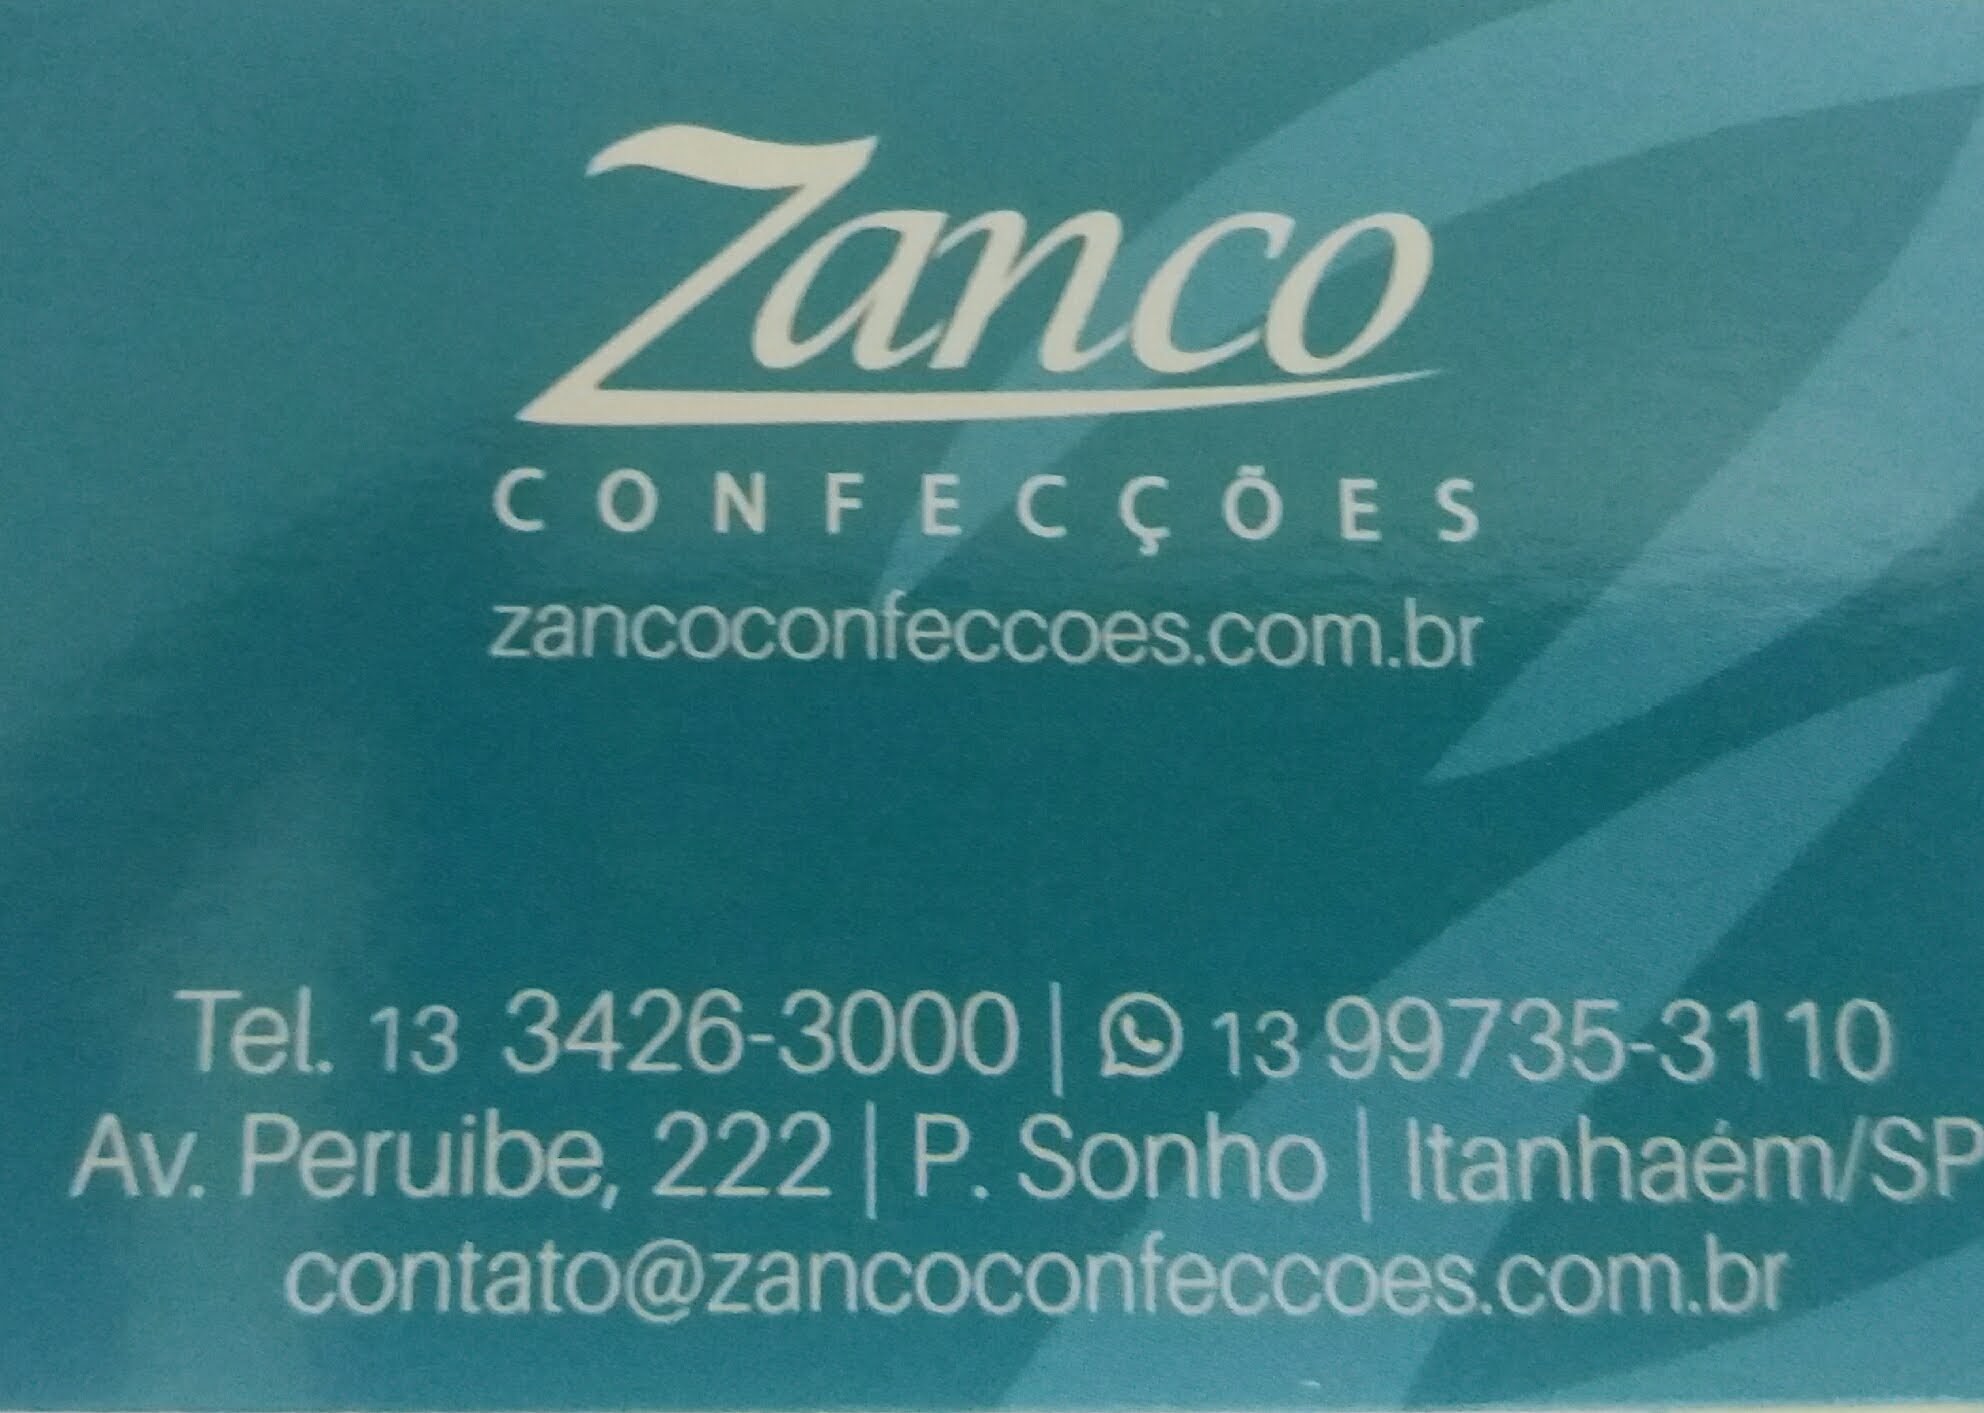 Zanco
CONFECÇÕES
zancoconfeccoes.com.br
Tel. 13 3426-3000 | 13 99735-3110
Av. Peruibe, 222 | P. Sonho | Itanhaém/SP
contato@zancoconfeccoes.com.br